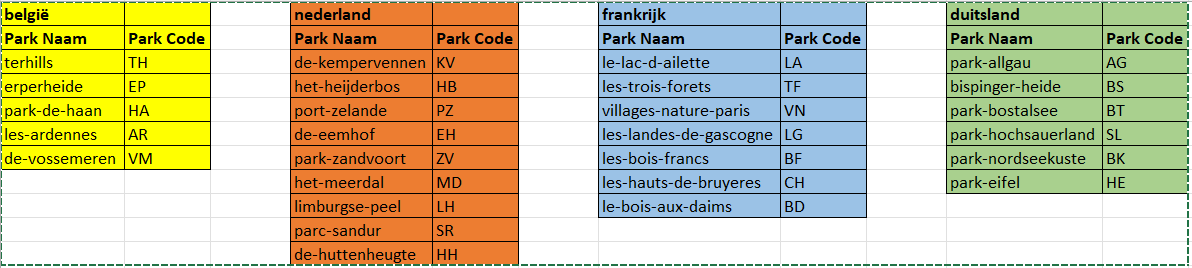 belgië nederland frankrijk duitsland
Park Naam Park Code Park Naam Park Code Park Naam Park Code Park Naam Park Code
terhills TH de-kempervennen KV le-lac-d-ailette LA park-allgau AG
erperheide EP het-heijderbos HB les-trois-forets TF bispinger-heide BS
park-de-haan HA port-zelande PZ villages-nature-paris VN park-bostalsee BT
les-ardennes AR de-eemhof EH les-landes-de-gascogne LG park-hochsauerland SL
de-vossemeren VM park-zandvoort ZV les-bois-francs BF park-nordseekuste BK
het-meerdal MD les-hauts-de-bruyeres CH park-eifel HE
limburgse-peel LH le-bois-aux-daims BD
parc-sandur SR
de-huttenheugte HH